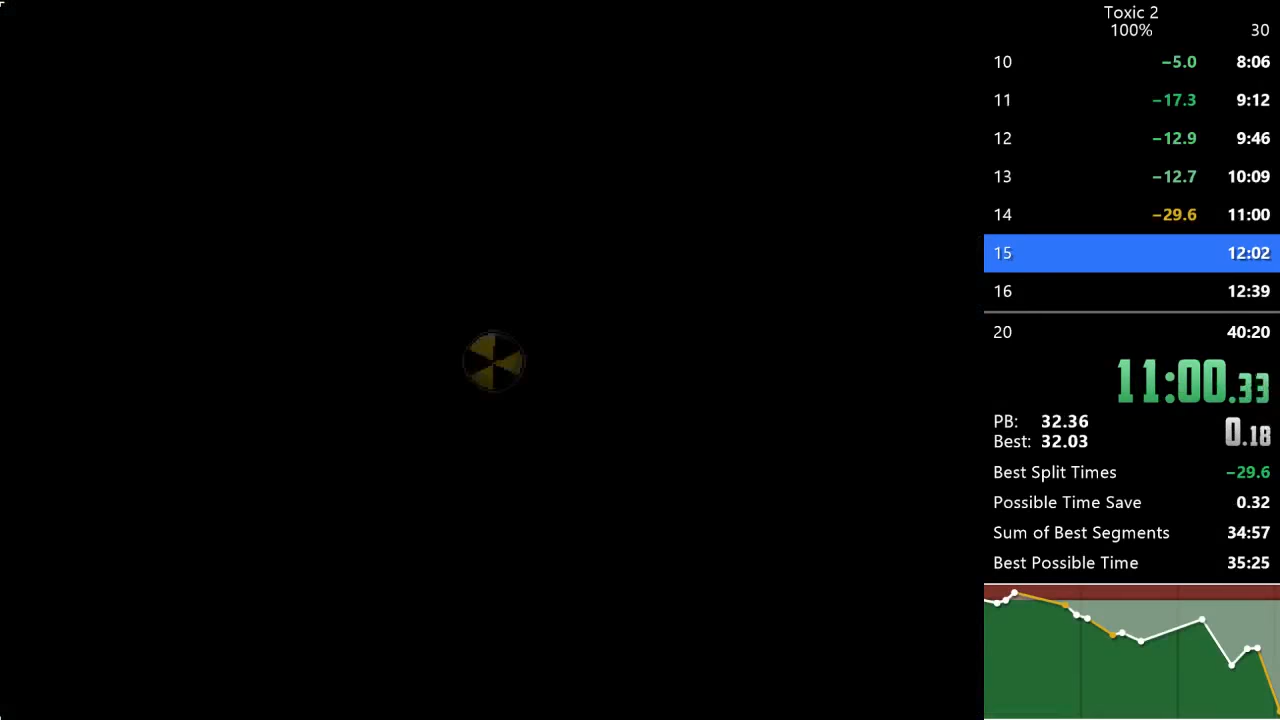 Toxic 2
100% 30
10 −5.0 8:06
11 −17.3 9:12
12 −12.9 9:46
13 −12.7 10:09
14 −29.6 11:00
15 12:02
16 12:39
20 40:20
11:00.33
PB: 32.36
0.18
Best: 32.03
Best Split Times −29.6
Possible Time Save 0.32
Sum of Best Segments 34:57
Best Possible Time 35:25